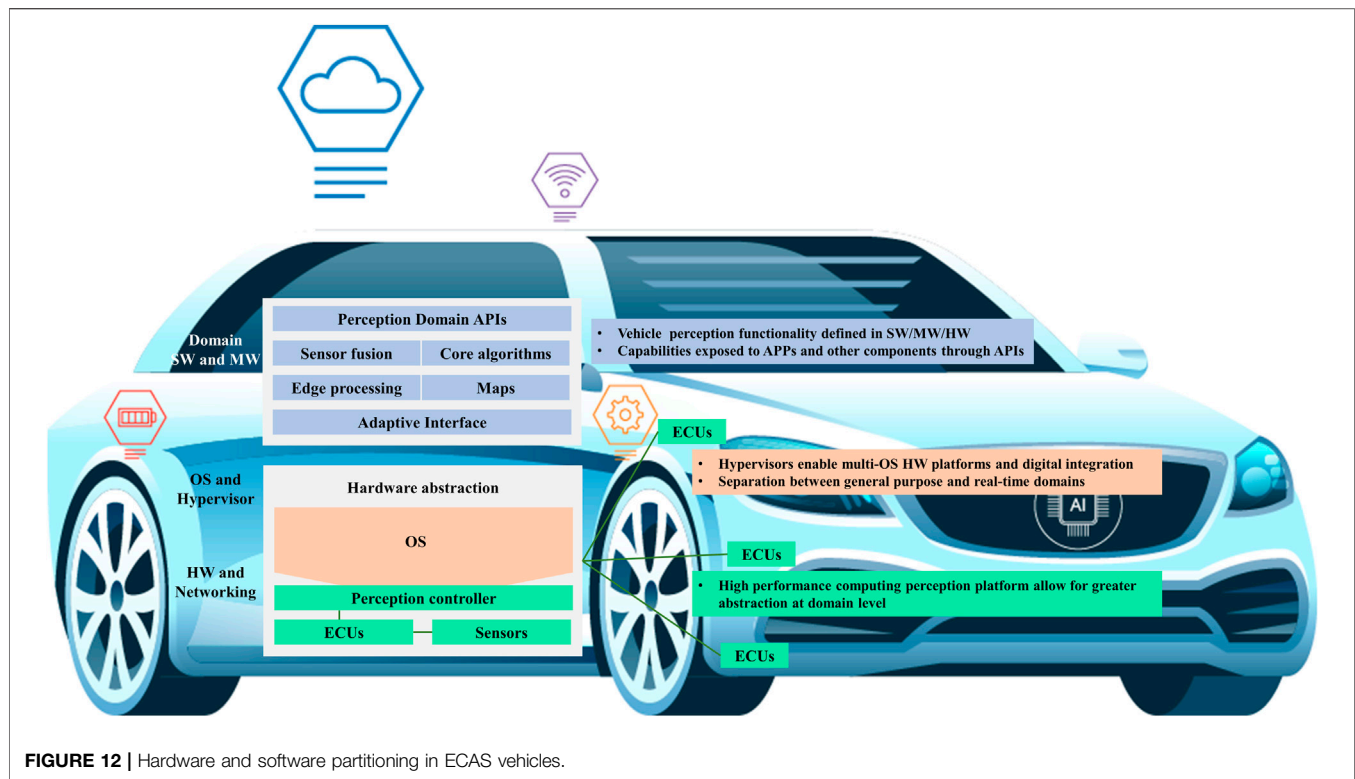 Perception Domain APIs
Domain
SW and MW
Sensor fusion
Core algorithms
Edge processing
Maps
Adaptive Interface
• Vehicle perception functionality defined in SW/MW/HW
• Capabilities exposed to APPs and other components through APIs
ECUs
OS and
Hypervisor
Hardware abstraction
• Hypervisors enable multi-OS HW platforms and digital integration
• Separation between general purpose and real-time domains
AI
OS
HW and
Networking
ECUs
• High performance computing perception platform allow for greater
abstraction at domain level
Perception controller
ECUs
Sensors
ECUs
FIGURE 12 | Hardware and software partitioning in ECAS vehicles.